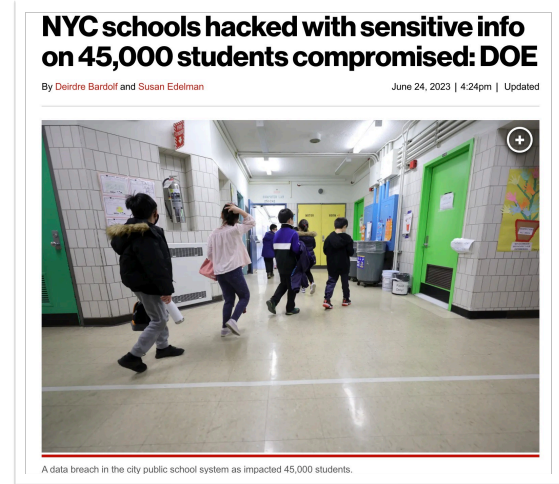 NYC schools hacked with sensitive info
on 45,000 students compromised: DOE
By Deirdre Bardolf and Susan Edelman June 24, 2023 | 4:24pm | Updated
A data breach in the city public school system as impacted 45,000 students.